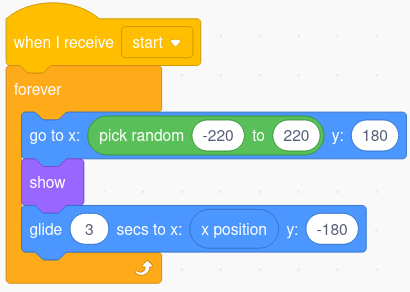 when I receive start
forever
go to x: pick random -220 to 220 y: 180
show
glide 3 secs to x: x position y: -180